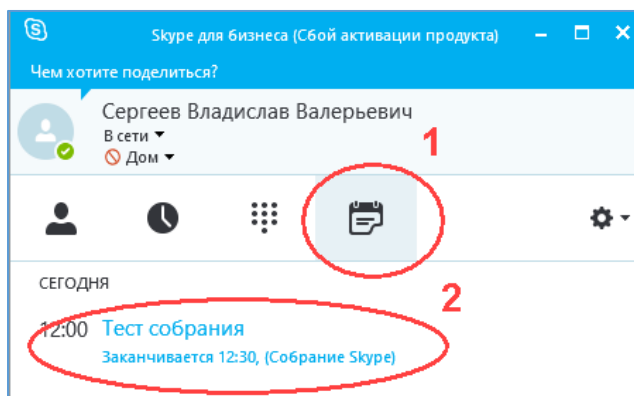 Skype для бизнеса (Сбой активации продукта)
Чем хотите поделиться?
Сергеев Владислав Валерьевич
В сети
Дом
1
СЕГОДНЯ
2
12:00 Тест собрания
Заканчивается 12:30, (Собрание Skype)